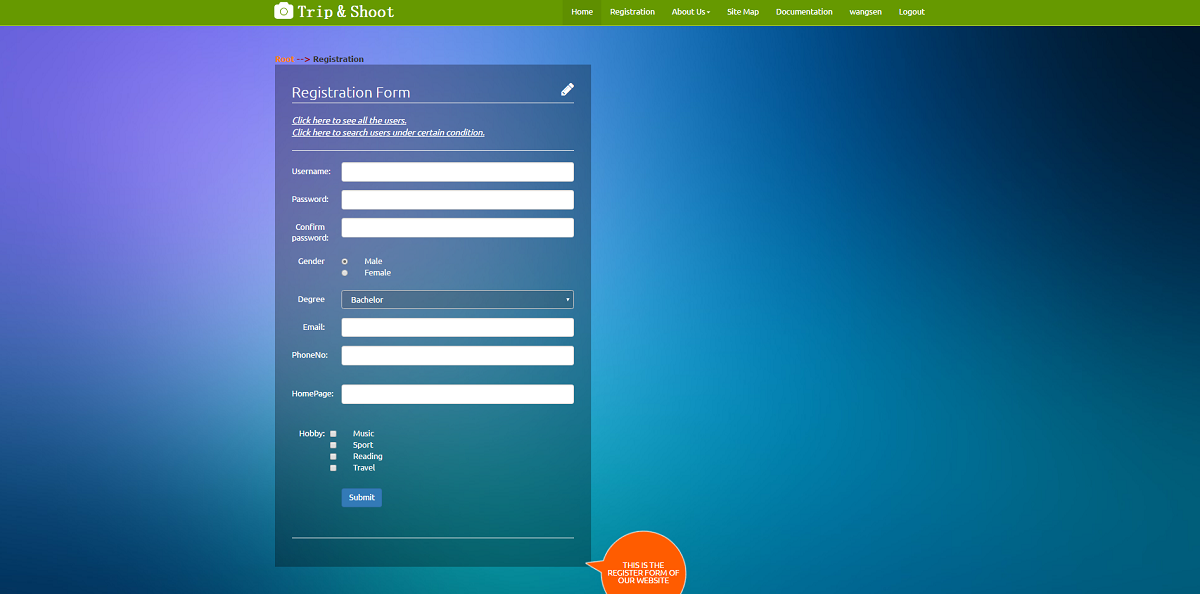 Trip & Shoot
Home Registration About Us Site Map Documentation wangsen Logout
Root --> Registration
Registration Form
Click here to see all the users.
Click here to search users under certain condition.
Username:
Password:
Confirm
password:
Gender Male
Female
Degree Bachelor
Email:
PhoneNo:
HomePage:
Hobby: Music
Sport
Reading
Travel
Submit
THIS IS THE
REGISTER FORM OF
OUR WEBSITE